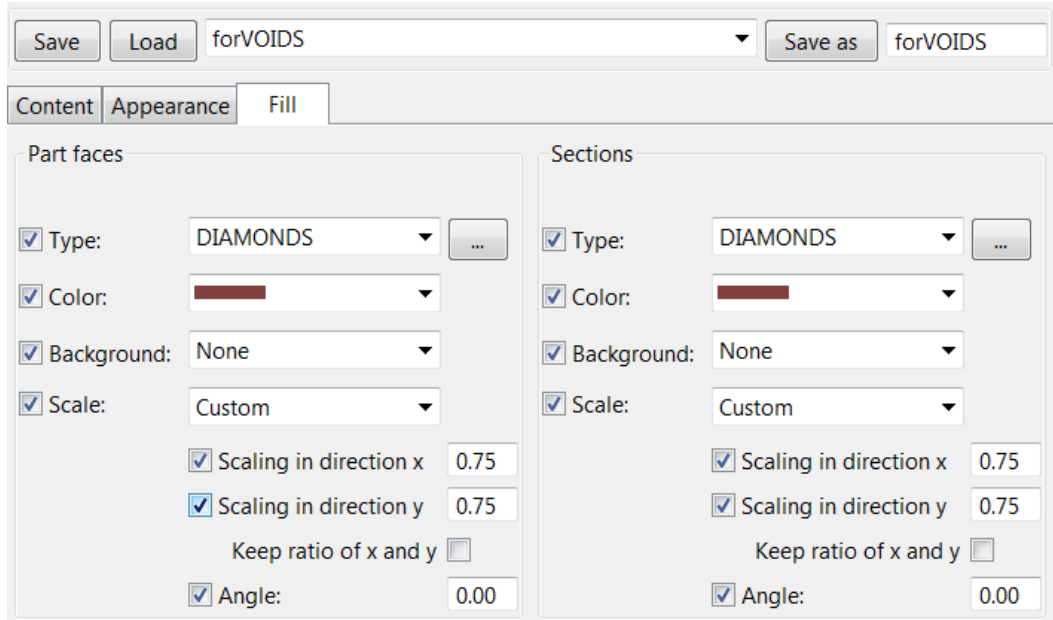 Save Load forVOIDS Save as forVOIDS
Content Appearance Fill
Part faces Sections
Type: DIAMONDS ... Type: DIAMONDS ...
Color: Color:
Background: None Background: None
Scale: Custom Scale: Custom
Scaling in direction x 0.75 Scaling in direction x 0.75
Scaling in direction y 0.75 Scaling in direction y 0.75
Keep ratio of x and y Keep ratio of x and y
Angle: 0.00 Angle: 0.00